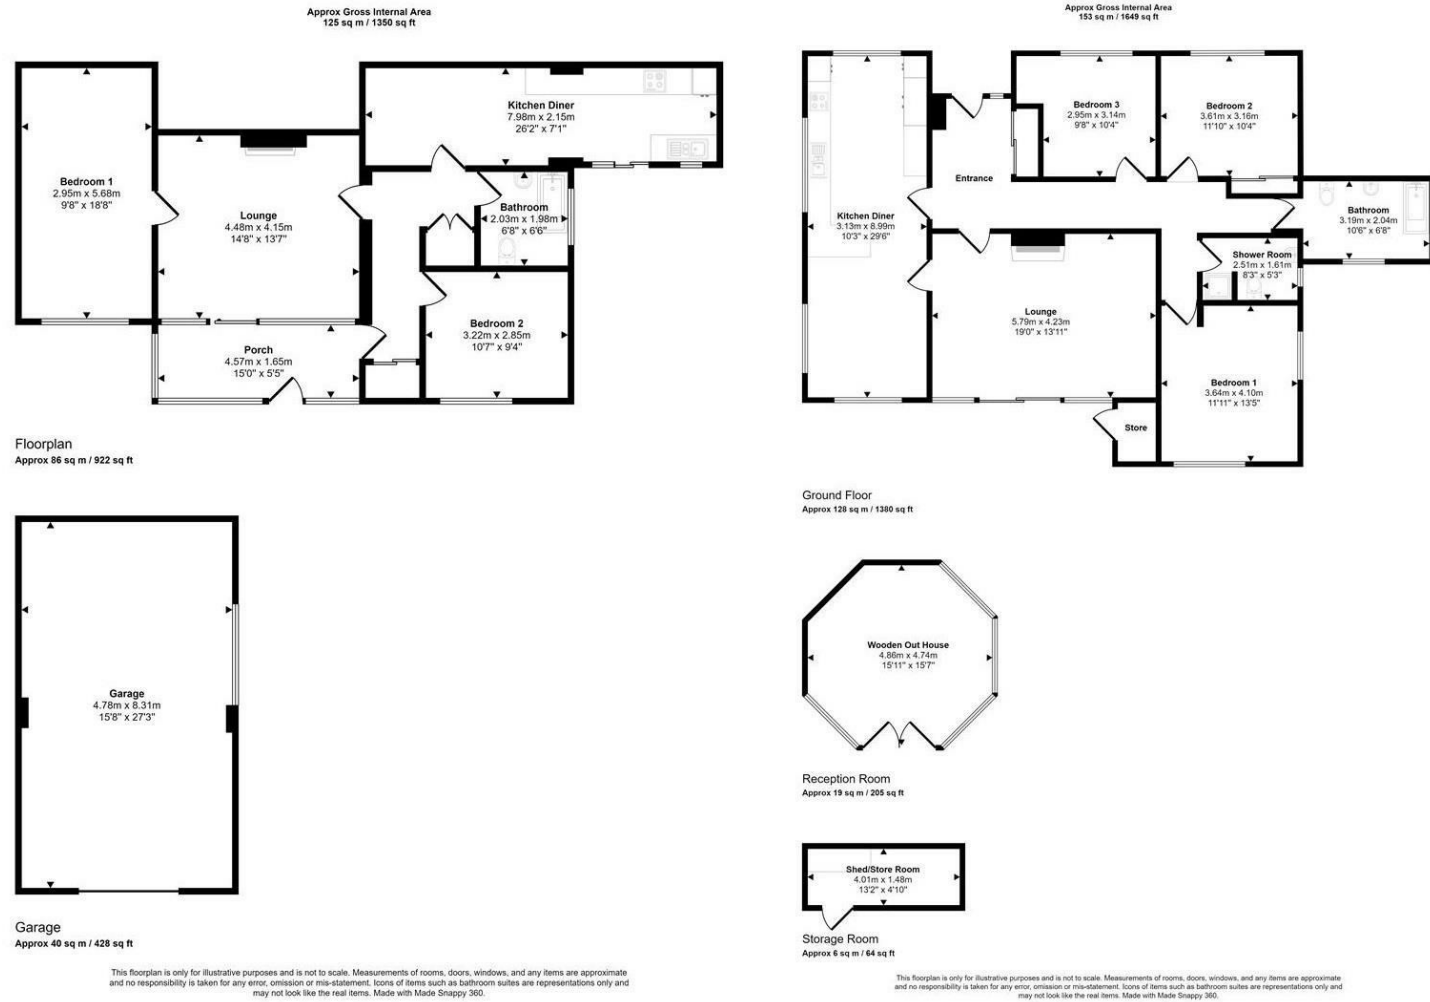 Approx Gross Internal Area
125 sq m / 1350 sq ft
Kitchen Diner
7.98m x 2.15m
26'2" x 7'1"
Bedroom 1
2.95m x 5.68m
9'8" x 18'8"
Lounge
4.48m x 4.15m
14'8" x 13'7"
Bathroom
2.03m x 1.98m
6'8" x 6'6"
Bedroom 2
3.22m x 2.85m
10'7" x 9'4"
Porch
4.57m x 1.65m
15'0" x 5'5"
Floorplan
Approx 86 sq m / 922 sq ft
Garage
4.78m x 8.31m
15'8" x 27'3"
Garage
Approx 40 sq m / 428 sq ft
This floorplan is only for illustrative purposes and is not to scale. Measurements of rooms, doors, windows, and any items are approximate
and no responsibility is taken for any error, omission or mis-statement. Icons of items such as bathroom suites are representations only and
may not look like the real items. Made with Made Snappy 360.
Approx Gross Internal Area
153 sq m / 1649 sq ft
Bedroom 3
2.95m x 3.14m
9'8" x 10'4"
Bedroom 2
3.61m x 3.16m
11'10" x 10'4"
Entrance
Kitchen Diner
3.13m x 8.99m
10'3" x 29'6"
Bathroom
3.19m x 2.04m
10'6" x 6'8"
Shower Room
2.51m x 1.61m
8'3" x 5'3"
Lounge
5.79m x 4.23m
19'0" x 13'11"
Bedroom 1
3.64m x 4.10m
11'11" x 13'5"
Store
Ground Floor
Approx 128 sq m / 1380 sq ft
Wooden Out House
4.86m x 4.74m
15'11" x 15'7"
Reception Room
Approx 19 sq m / 205 sq ft
Shed/Store Room
4.01m x 1.48m
13'2" x 4'10"
Storage Room
Approx 6 sq m / 64 sq ft
This floorplan is only for illustrative purposes and is not to scale. Measurements of rooms, doors, windows, and any items are approximate
and no responsibility is taken for any error, omission or mis-statement. Icons of items such as bathroom suites are representations only and
may not look like the real items. Made with Made Snappy 360.